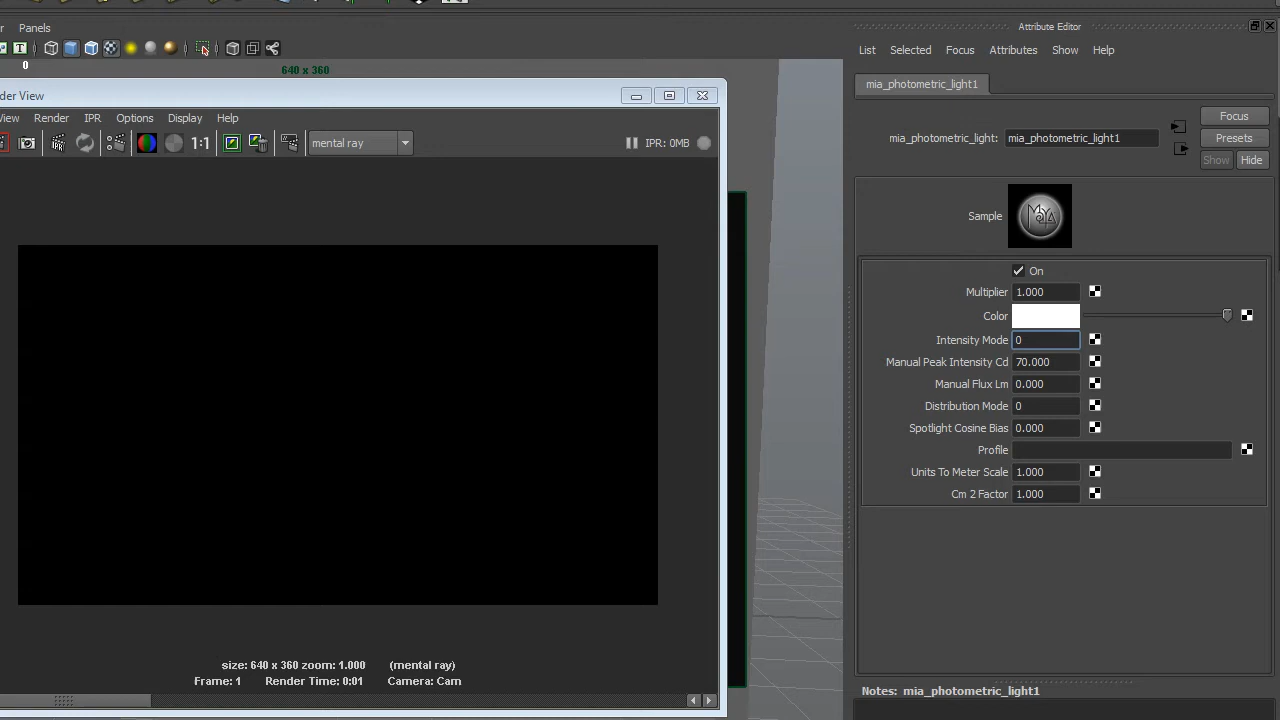 r Panels
T
0
640 x 360
der View
View Render IPR Options Display Help
1:1 mental ray IPR: 0MB
size: 640 x 360 zoom: 1.000 (mental ray)
Frame: 1 Render Time: 0:01 Camera: Cam
Attribute Editor
List Selected Focus Attributes Show Help
mia_photometric_light1
mia_photometric_light: mia_photometric_light1
Focus
Presets
Show Hide
Sample MAYA
On
Multiplier 1.000
Color
Intensity Mode 0
Manual Peak Intensity Cd 70.000
Manual Flux Lm 0.000
Distribution Mode 0
Spotlight Cosine Bias 0.000
Profile
Units To Meter Scale 1.000
Cm 2 Factor 1.000
Notes: mia_photometric_light1